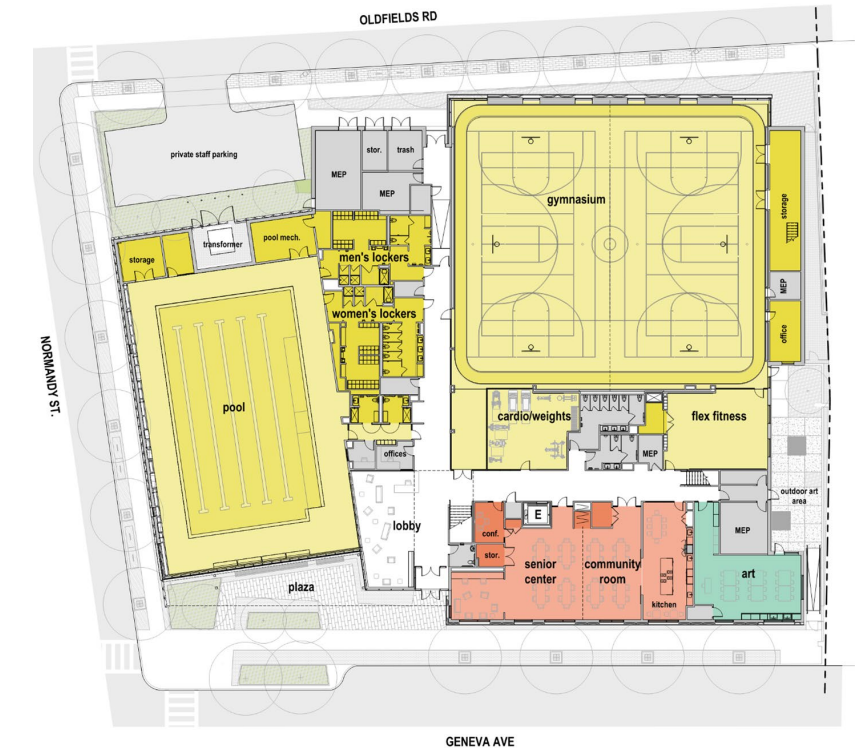 OLDFIELDS RD
private staff parking
MEP
stor.
trash
MEP
gymnasium
storage
storage
transformer
pool mech.
men's lockers
MEP
women's lockers
office
NORMANDY ST.
pool
cardio/weights
flex fitness
offices
MEP
outdoor art
area
lobby
conf.
E
MEP
stor.
senior
center
community
room
kitchen
art
plaza
GENEVA AVE